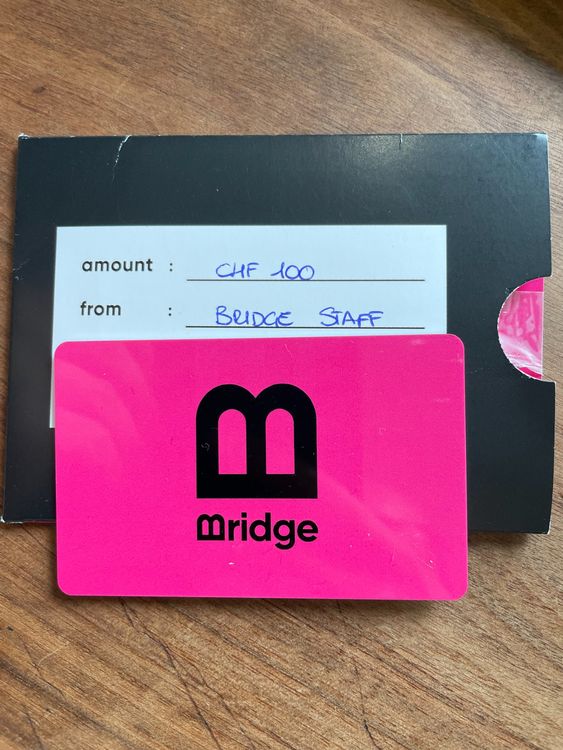 amount : CHF 100
from : BRIDGE STAFF
B
Bridge